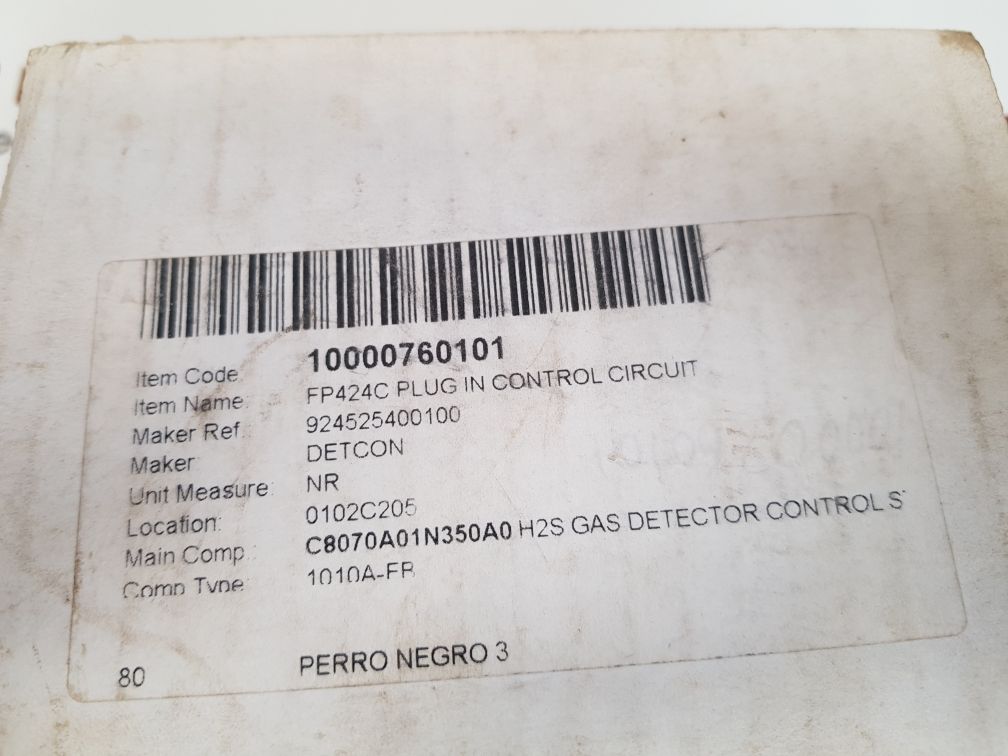 Item Code: 10000760101
Item Name: FP424C PLUG IN CONTROL CIRCUIT
Maker Ref.: 924525400100
Maker DETCON
Unit Measure: NR
Location: 0102C205
Main Comp.: C8070A01N350A0 H2S GAS DETECTOR CONTROL S
Comp Type: 1010A-FB
80 PERRO NEGRO 3